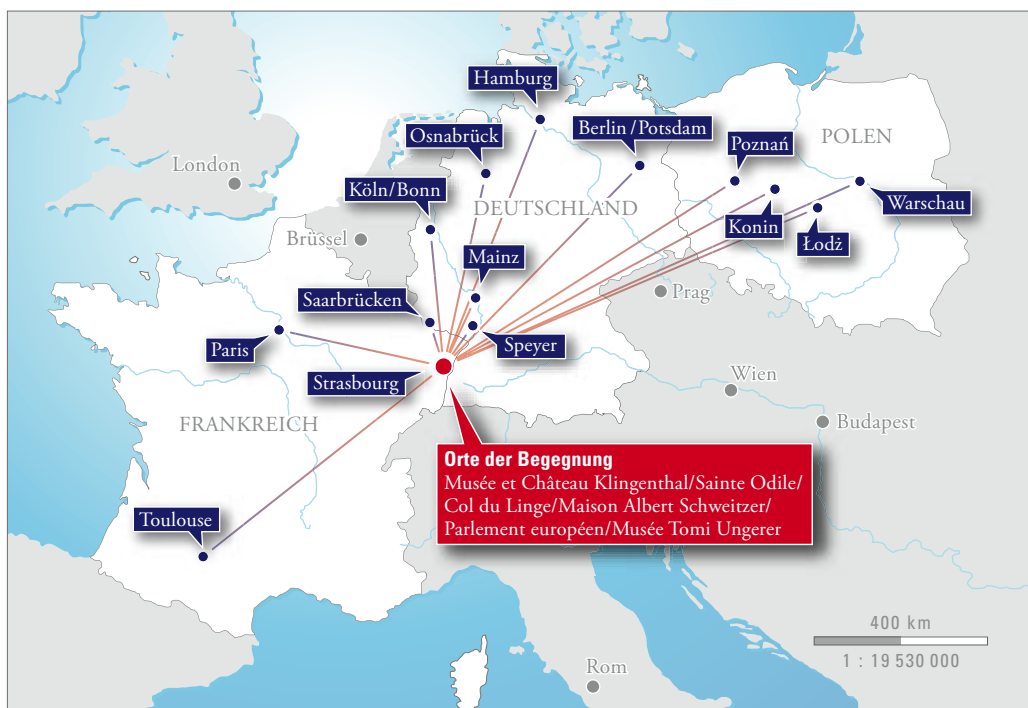 Hamburg
Osnabrück
Berlin/Potsdam
POLEN
Poznań
London
Köln/Bonn
DEUTSCHLAND
Warschau
Konin
Brüssel
Łodż
Mainz
Saarbrücken
Prag
Paris
Speyer
Strasbourg
Wien
FRANKREICH
Budapest
Orte der Begegnung
Musée et Château Klingenthal/Sainte Odile/
Col du Linge/Maison Albert Schweitzer/
Parlement européen/Musée Tomi Ungerer
Toulouse
400 km
1 : 19 530 000
Rom